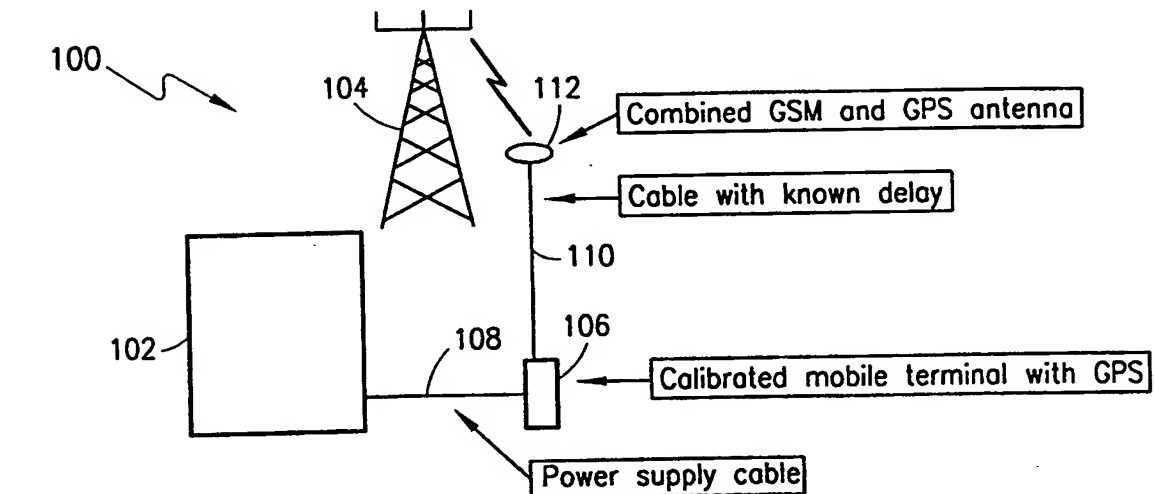 100
104
112
Combined GSM and GPS antenna
Cable with known delay
110
102
108
106
Calibrated mobile terminal with GPS
Power supply cable